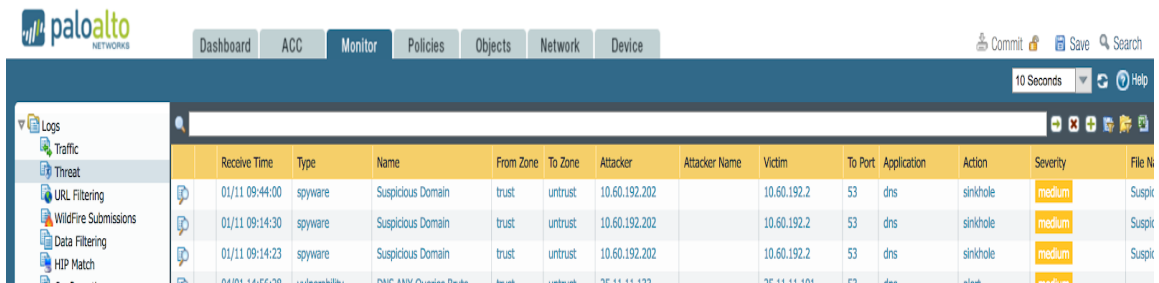 paloalto
NETWORKS
Dashboard ACC Monitor Policies Objects Network Device
Commit Save Search
10 Seconds Help
Logs
Traffic
Threat
URL Filtering
WildFire Submissions
Data Filtering
HIP Match
Receive Time Type Name From Zone To Zone Attacker Attacker Name Victim To Port Application Action Severity File Na
01/11 09:44:00 spyware Suspicious Domain trust untrust 10.60.192.202 10.60.192.2 53 dns sinkhole medium Suspic
01/11 09:14:30 spyware Suspicious Domain trust untrust 10.60.192.202 10.60.192.2 53 dns sinkhole medium Suspic
01/11 09:14:23 spyware Suspicious Domain trust untrust 10.60.192.202 10.60.192.2 53 dns sinkhole medium Suspic